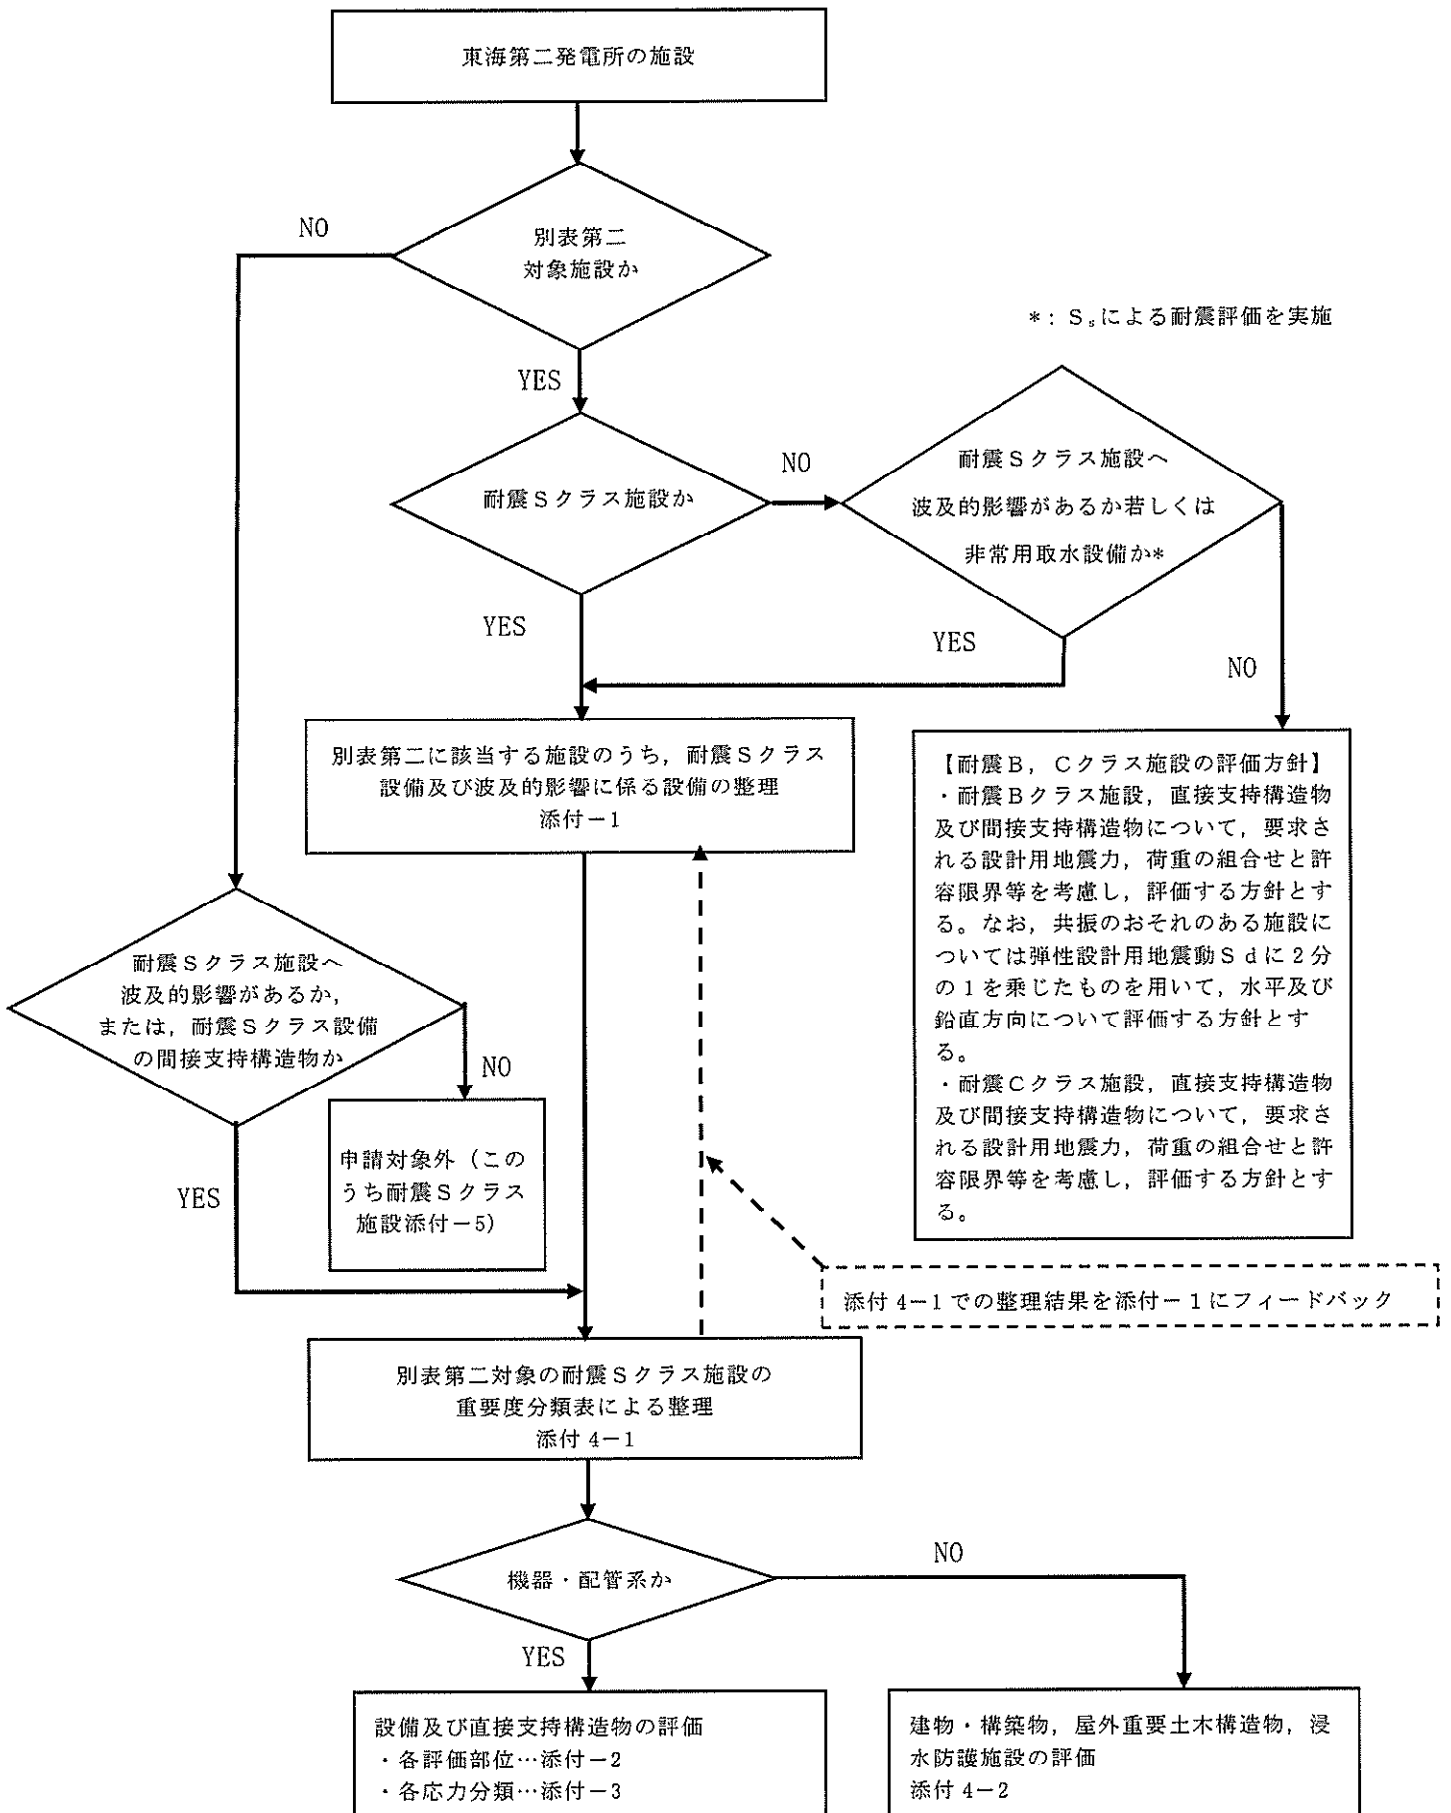 東海第二発電所の施設
NO
別表第二
対象施設か
*：Ｓsによる耐震評価を実施
YES
耐震Ｓクラス施設か
NO
耐震Ｓクラス施設へ
波及的影響があるか若しくは
非常用取水設備か*
YES
YES
NO
別表第二に該当する施設のうち，耐震Ｓクラス
設備及び波及的影響に係る設備の整理
添付－1
【耐震Ｂ，Ｃクラス施設の評価方針】
・耐震Ｂクラス施設，直接支持構造物
及び間接支持構造物について，要求さ
れる設計用地震力，荷重の組合せと許
容限界等を考慮し，評価する方針とす
る。なお，共振のおそれのある施設に
ついては弾性設計用地震動Ｓｄに２分
の１を乗じたものを用いて，水平及び
鉛直方向について評価する方針とす
る。
・耐震Ｃクラス施設，直接支持構造物
及び間接支持構造物について，要求さ
れる設計用地震力，荷重の組合せと許
容限界等を考慮し，評価する方針とす
る。
耐震Ｓクラス施設へ
波及的影響があるか，
または，耐震Ｓクラス設備
の間接支持構造物か
NO
申請対象外（この
うち耐震Ｓクラス
施設添付－5）
YES
添付 4－1 での整理結果を添付－1 にフィードバック
別表第二対象の耐震Ｓクラス施設の
重要度分類表による整理
添付 4－1
機器・配管系か
NO
YES
設備及び直接支持構造物の評価
・各評価部位…添付－2
・各応力分類…添付－3
建物・構築物，屋外重要土木構造物，浸
水防護施設の評価
添付 4－2